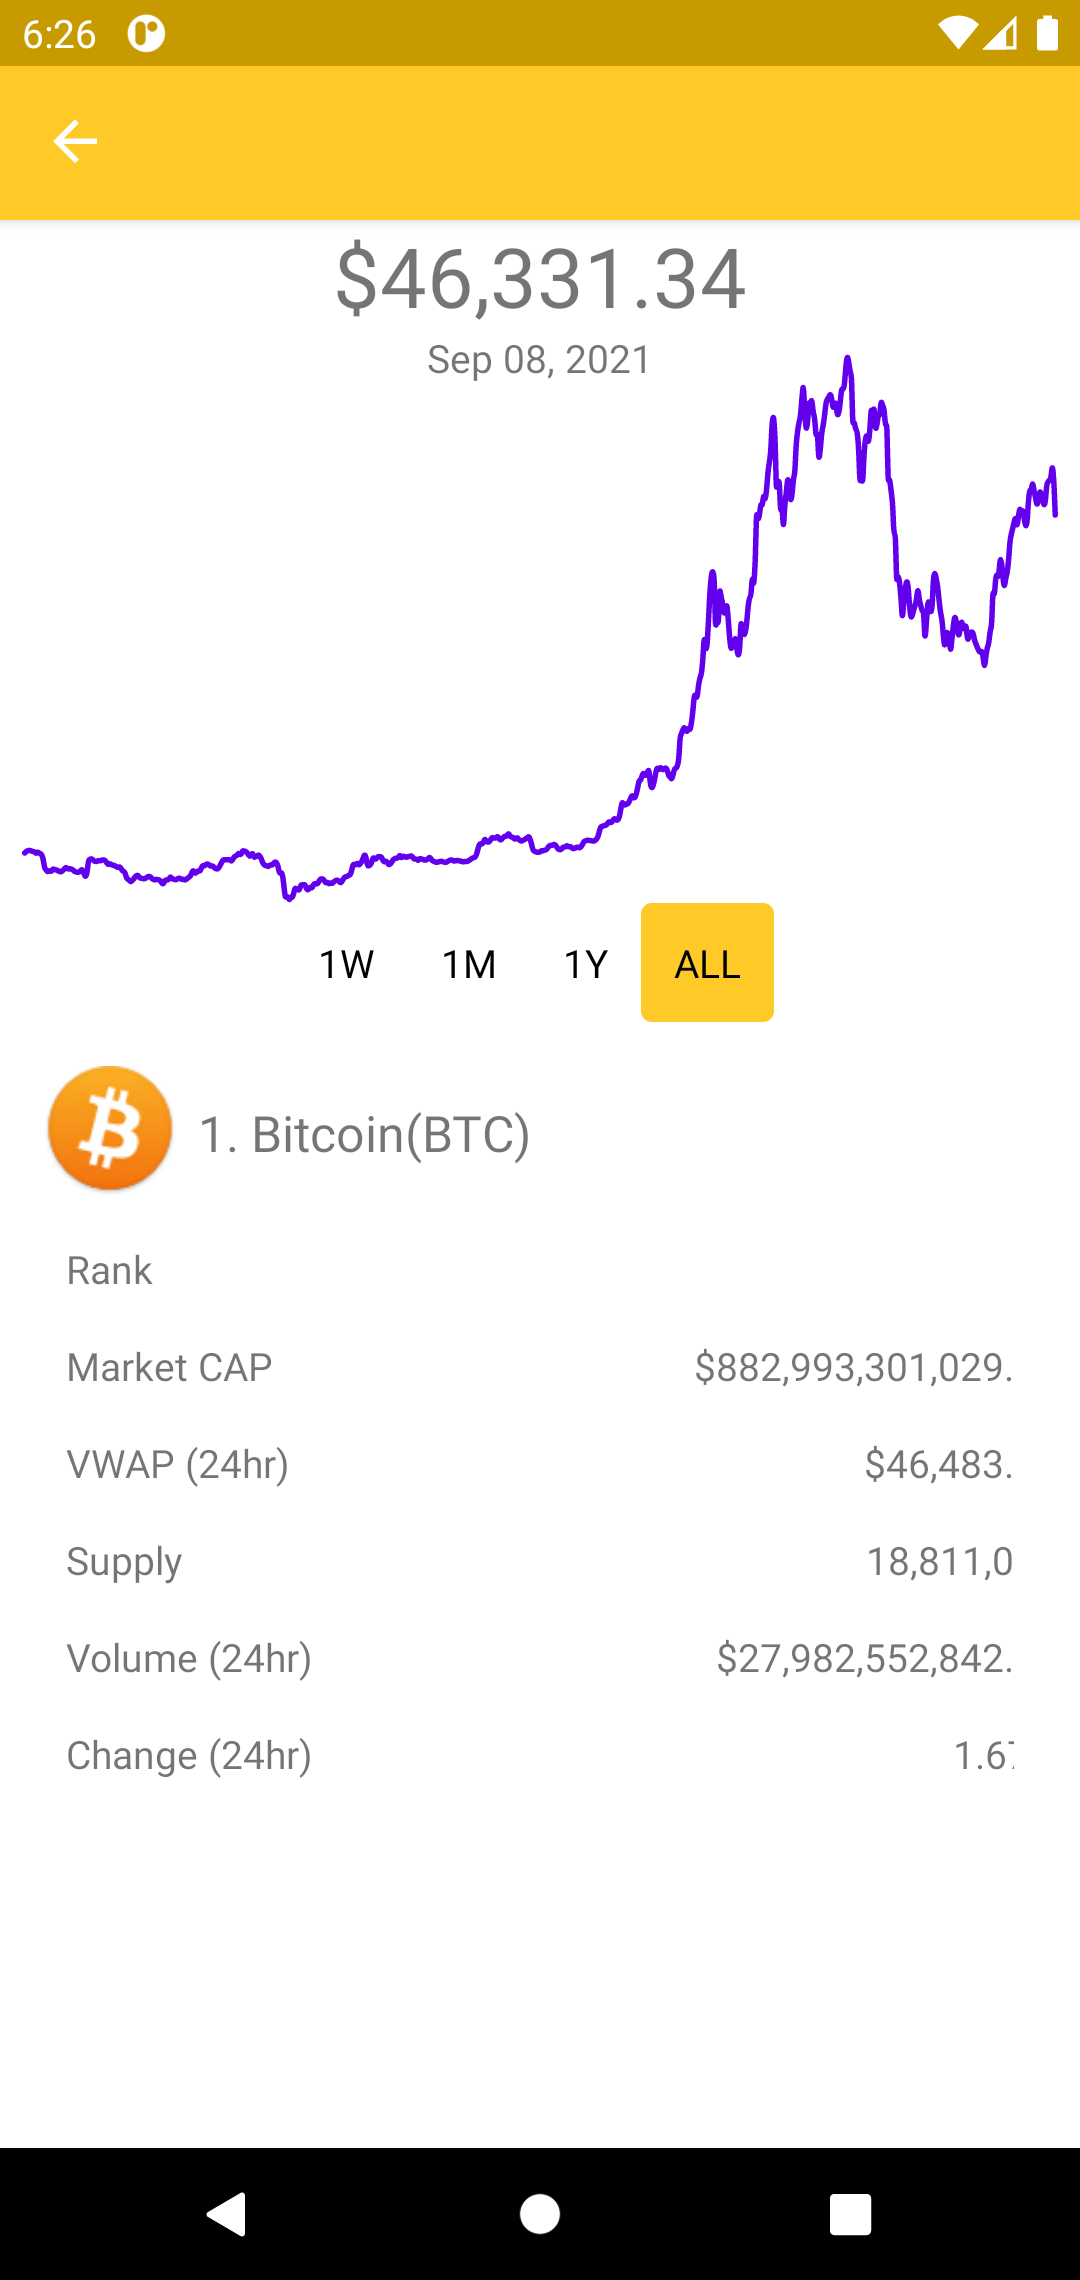 6:26
$46,331.34
Sep 08, 2021
1W 1M 1Y ALL
1. Bitcoin(BTC)
Rank
Market CAP $882,993,301,029.
VWAP (24hr) $46,483.
Supply 18,811,0
Volume (24hr) $27,982,552,842.
Change (24hr) 1.67